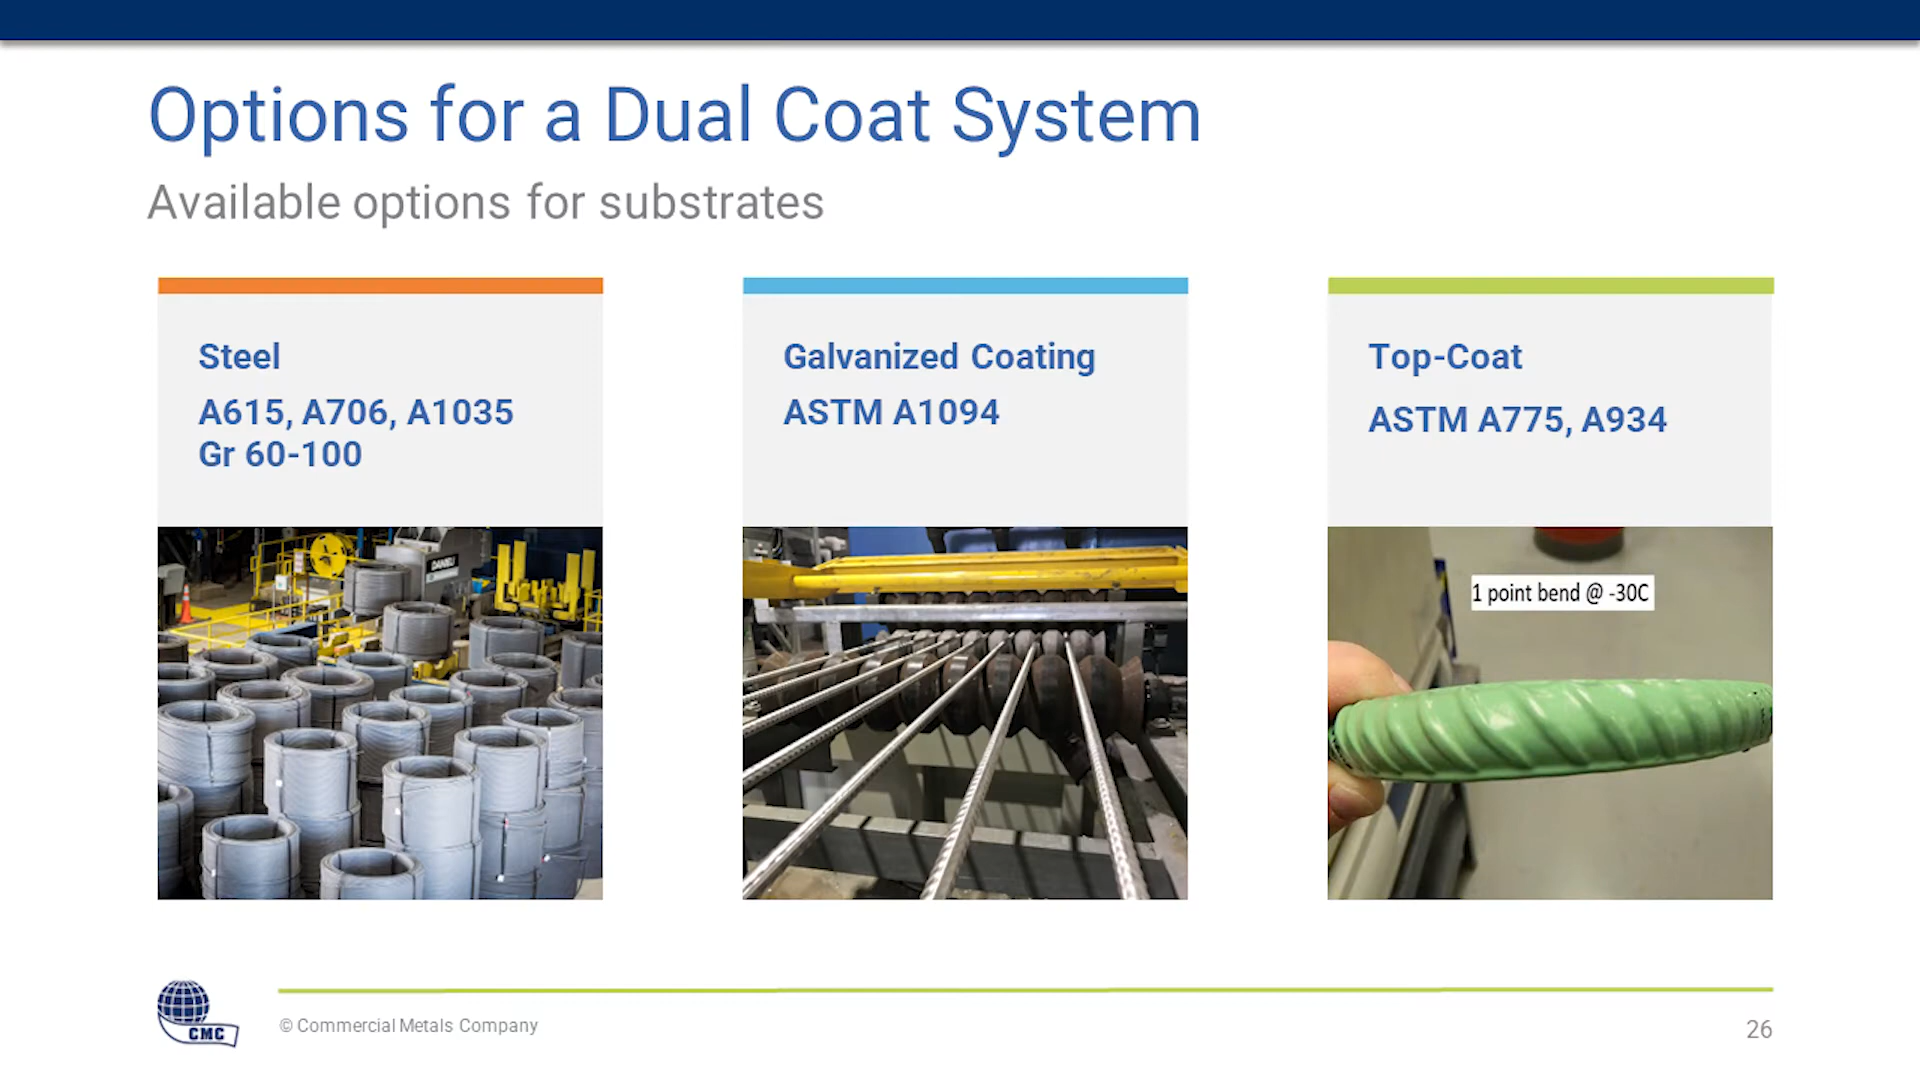 Options for a Dual Coat System
Available options for substrates
Steel
A615, A706, A1035
Gr 60-100
Galvanized Coating
ASTM A1094
Top-Coat
ASTM A775, A934
DANIELI
1 point bend @ -30C
CMC
© Commercial Metals Company
26